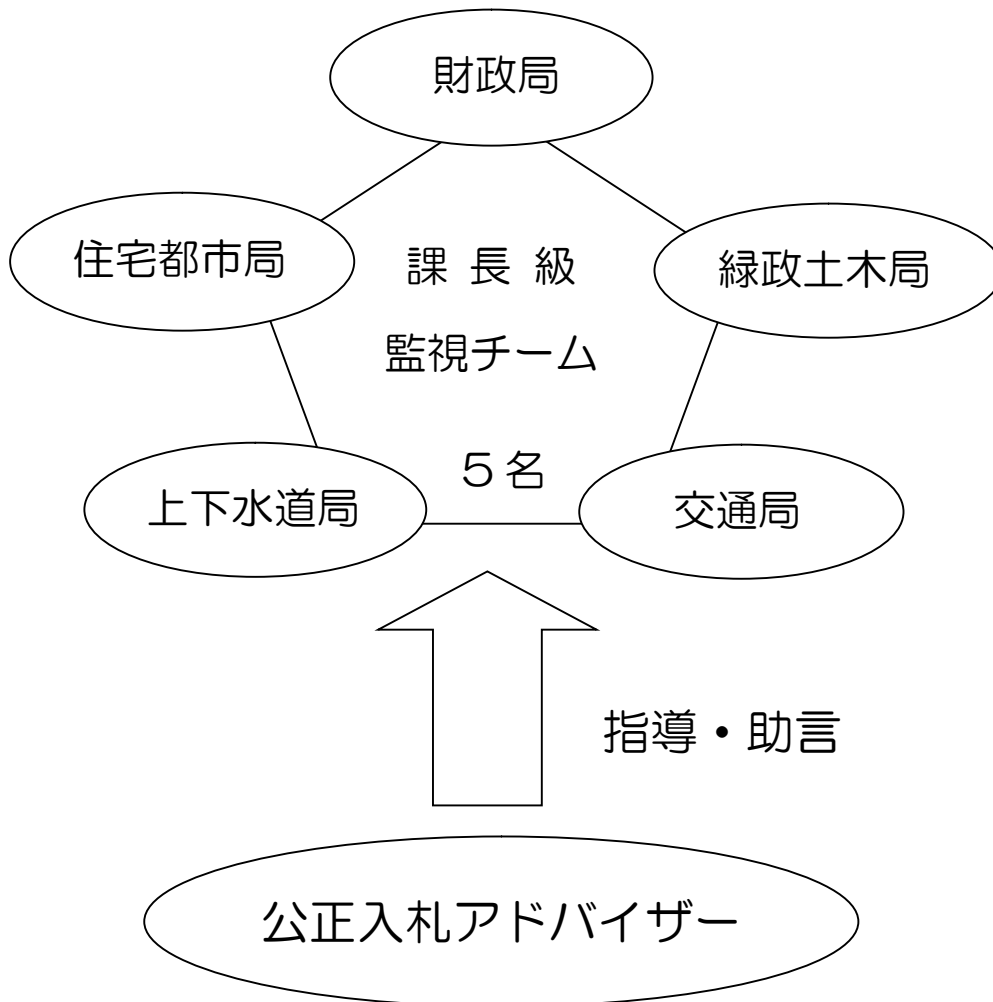 財政局
住宅都市局
緑政土木局
課 長 級
監視チーム
５名
上下水道局
交通局
指導・助言
公正入札アドバイザー